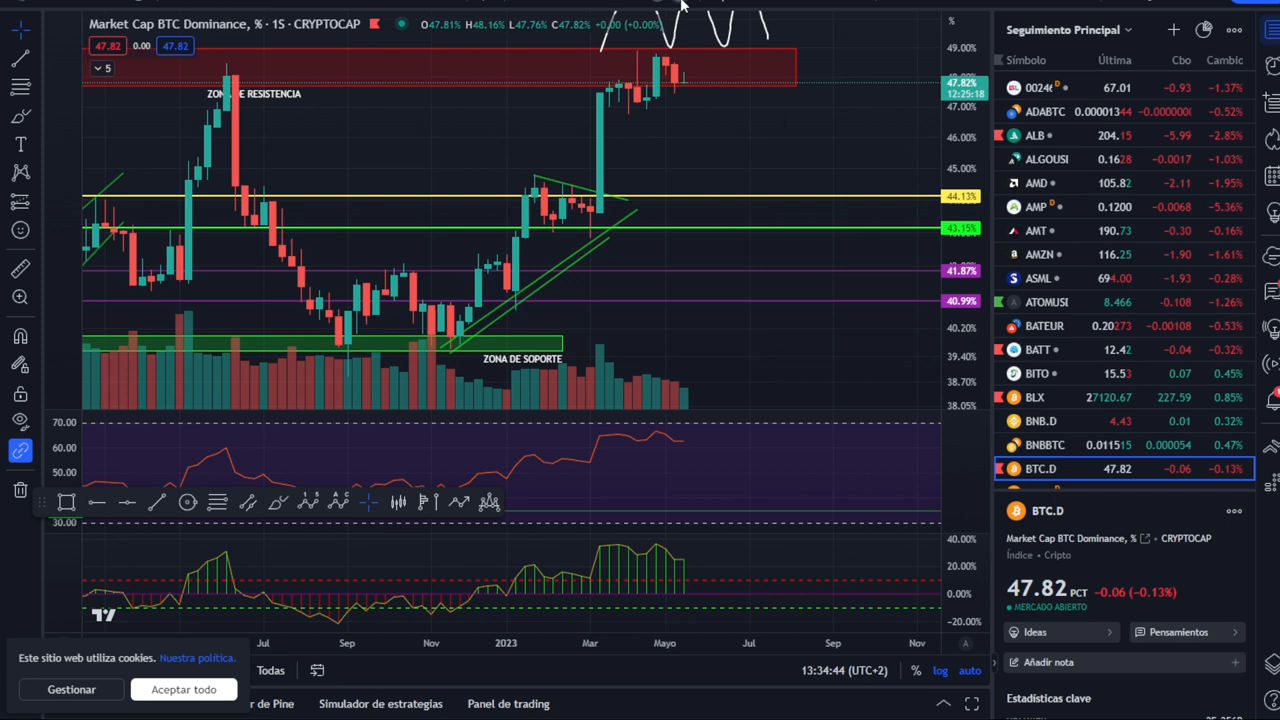 Market Cap BTC Dominance, % · 1S · CRYPTOCAP O47.81% H48.16% L47.76% C47.82% +0.00 (+0.00%)
47.82 0.00 47.82
5
ZONA DE RESISTENCIA
ZONA DE SOPORTE
%
49.00%
47.82%
12:25:18
47.00%
46.00%
45.00%
44.13%
43.15%
41.87%
40.99%
40.20%
39.40%
38.70%
38.05%
70.00
60.00
50.00
30.00
40.00%
20.00%
0.00%
-20.00%
Jul Sep Nov 2023 Mar Mayo Jul Sep Nov
A
Todas
13:34:44 (UTC+2) % log auto
Este sitio web utiliza cookies. Nuestra política.
Gestionar Aceptar todo
r de Pine Simulador de estrategias Panel de trading
Seguimiento Principal
Símbolo Última Cbo Cambic
0024 D 67.01 -0.93 -1.37%
ADABTC 0.00001344 -0.0000000 -0.52%
ALB 204.15 -5.99 -2.85%
ALGOUSI 0.1628 -0.0017 -1.03%
AMD 105.82 -2.11 -1.95%
AMP D 0.1200 -0.0068 -5.36%
AMT 190.73 -0.30 -0.16%
AMZN 116.25 -1.90 -1.61%
ASML 694.00 -1.93 -0.28%
ATOMUSI 8.466 -0.108 -1.26%
BATEUR 0.20273 -0.00108 -0.53%
BATT 12.42 -0.04 -0.32%
BITO 15.53 0.07 0.45%
BLX 27120.67 227.59 0.85%
BNB.D 4.43 0.01 0.32%
BNBBTC 0.011515 0.000054 0.47%
BTC.D 47.82 -0.06 -0.13%
BTC.D
Market Cap BTC Dominance, % · CRYPTOCAP
Índice · Cripto
47.82 PCT -0.06 (-0.13%)
MERCADO ABIERTO
Ideas Pensamientos
Añadir nota
Estadísticas clave